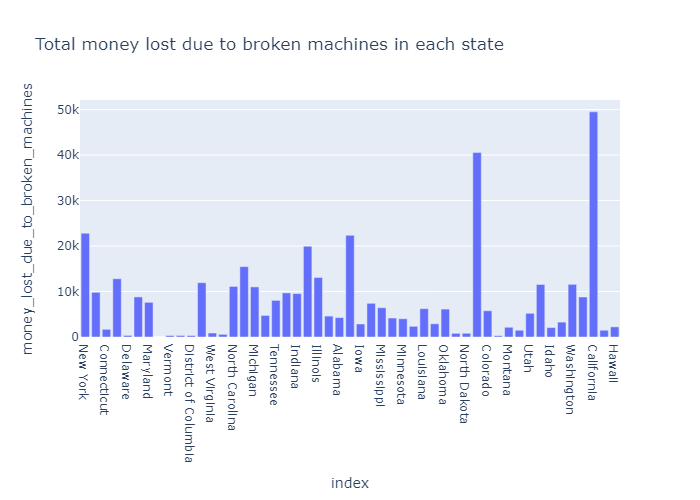 Total money lost due to broken machines in each state
money_lost_due_to_broken_machines
50k
40k
30k
20k
10k
0
New York
Connecticut
Delaware
Maryland
Vermont
District of Columbia
West Virginia
North Carolina
Michigan
Tennessee
Indiana
Illinois
Alabama
Iowa
Mississippi
Minnesota
Louisiana
Oklahoma
North Dakota
Colorado
Montana
Utah
Idaho
Washington
California
Hawaii
index